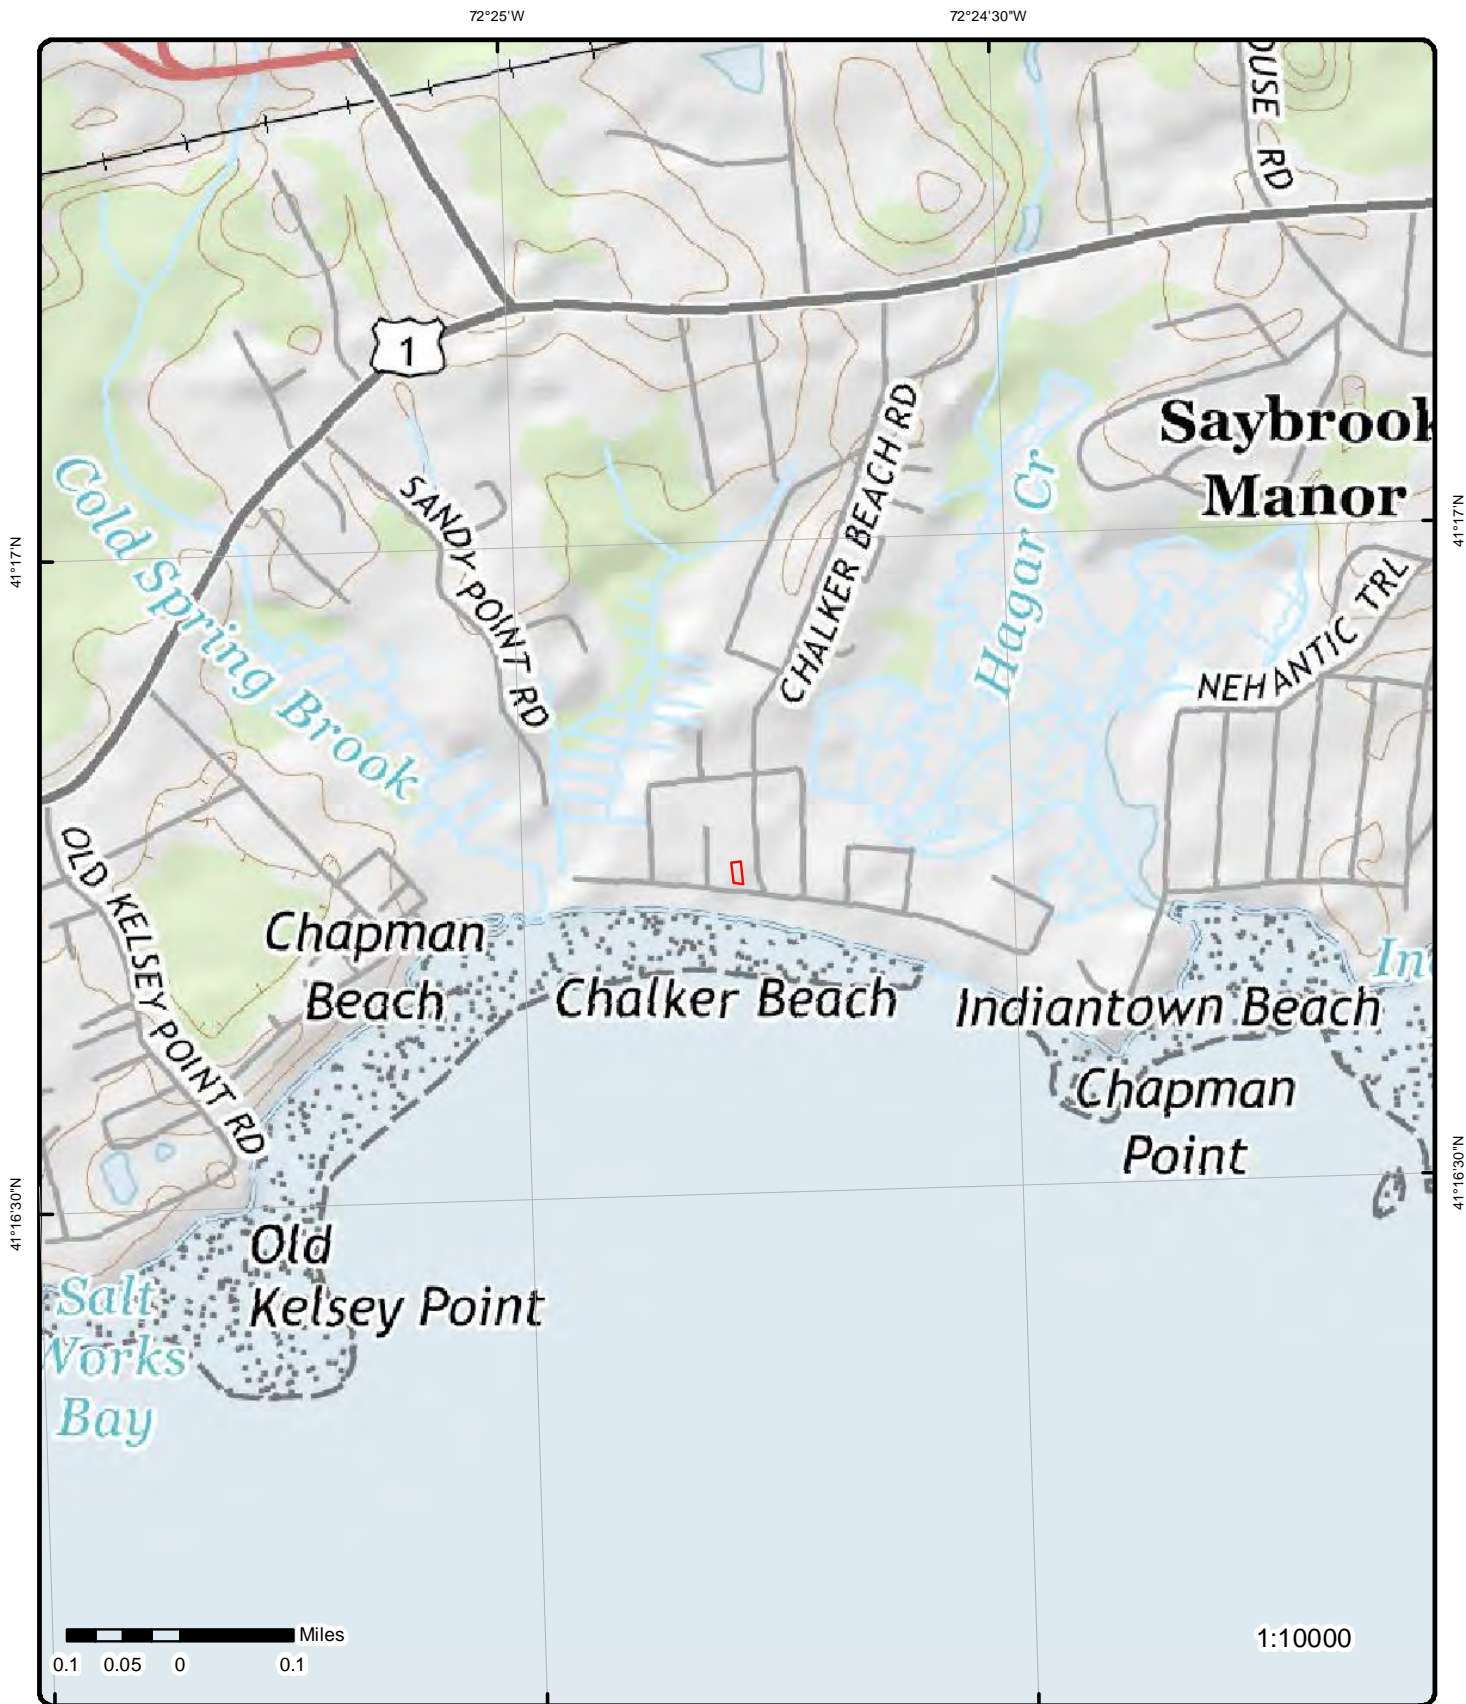 72°25'W
72°24'30"W
OUSE RD
1
CHALKER BEACH RD
Saybrook
Manor
SANDY POINT RD
Cold Spring Brook
Hagar Cr
41°17'N
41°17'N
NEHANTIC TRL
OLD KELSEY POINT RD
Chapman
Beach
Chalker Beach
Indiantown Beach
In
Chapman
Point
41°16'30"N
41°16'30"N
Old
Kelsey Point
Salt
Works
Bay
Miles
0.1 0.05 0 0.1
1:10000